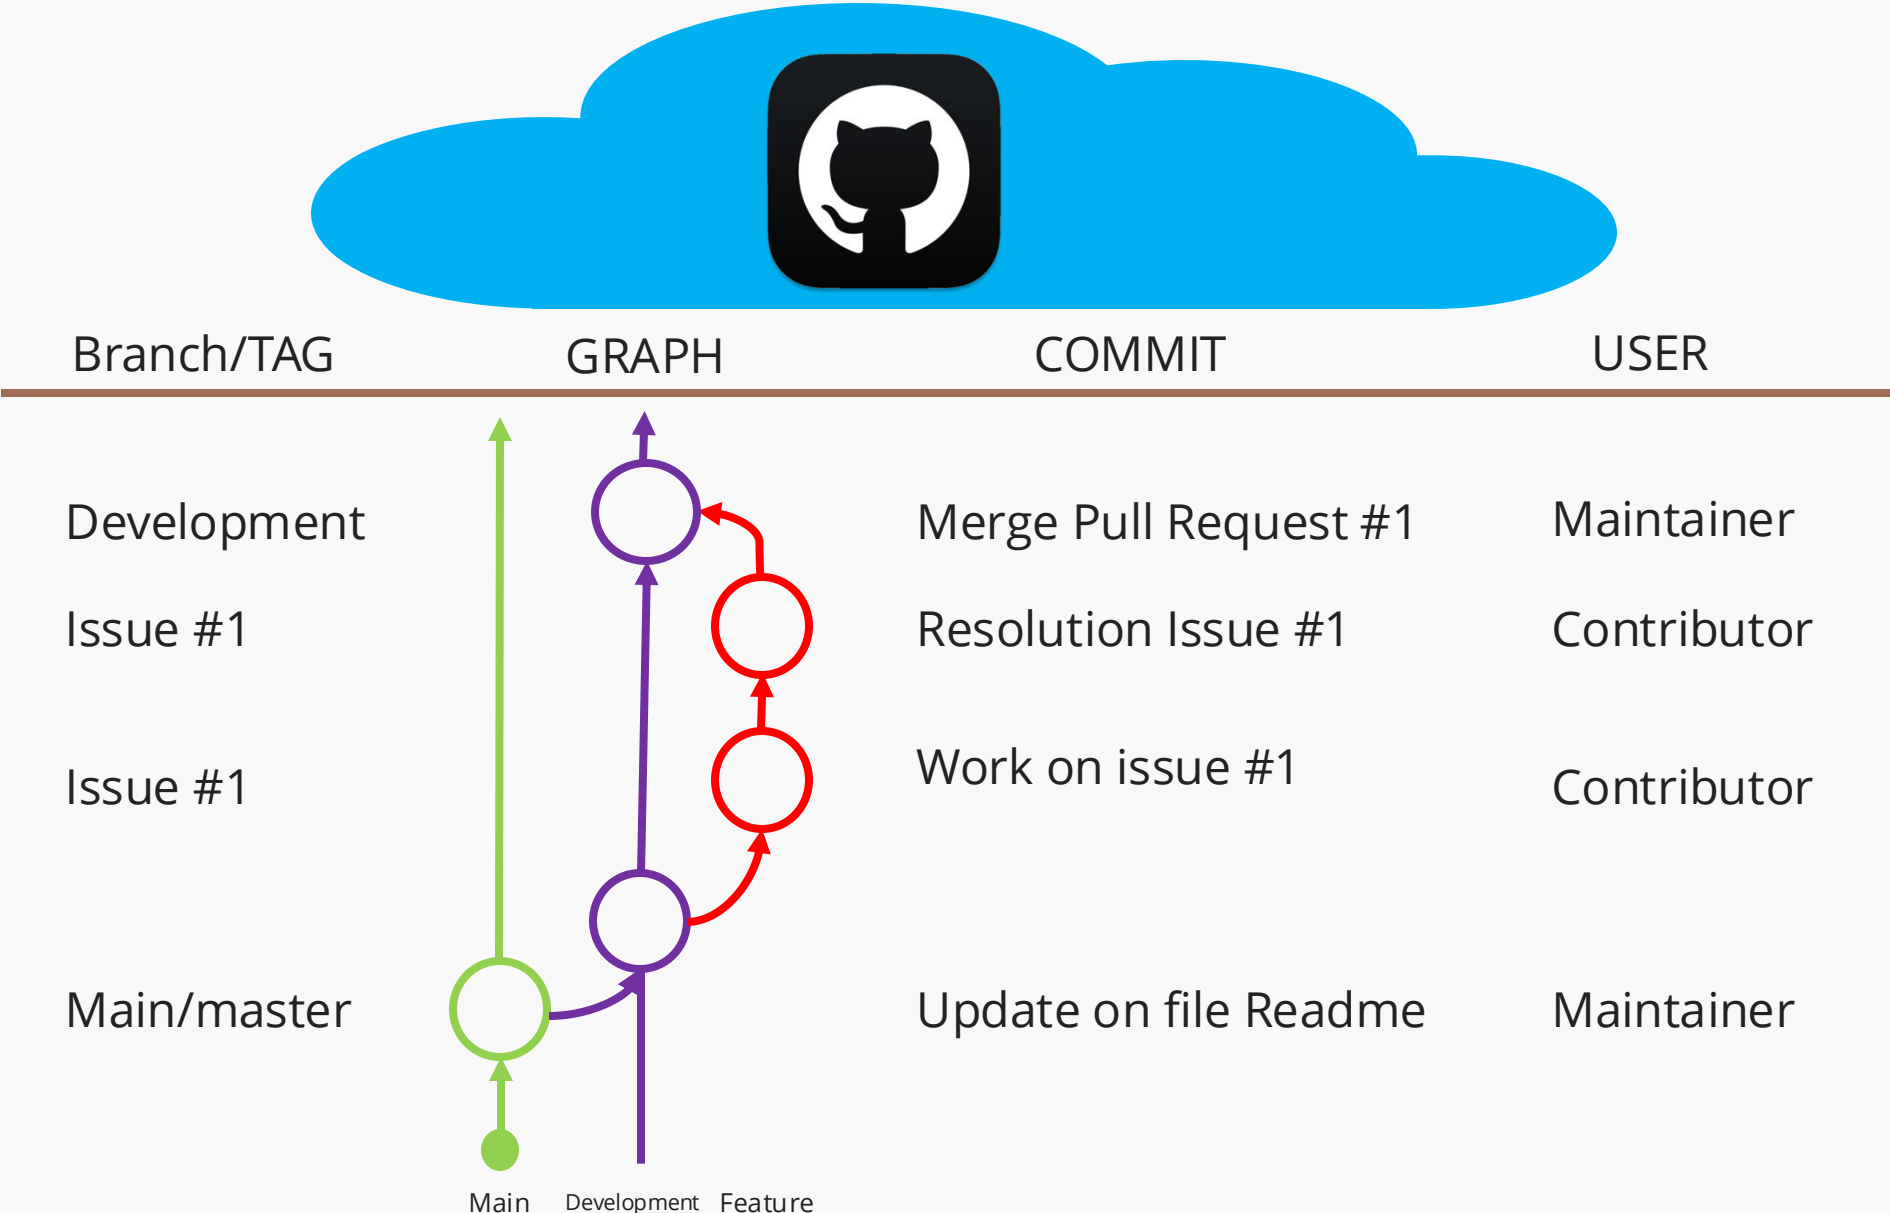 Branch/TAG GRAPH COMMIT USER
Development Merge Pull Request #1 Maintainer
Issue #1 Resolution Issue #1 Contributor
Issue #1 Work on issue #1 Contributor
Main/master Update on file Readme Maintainer
Main Development Feature